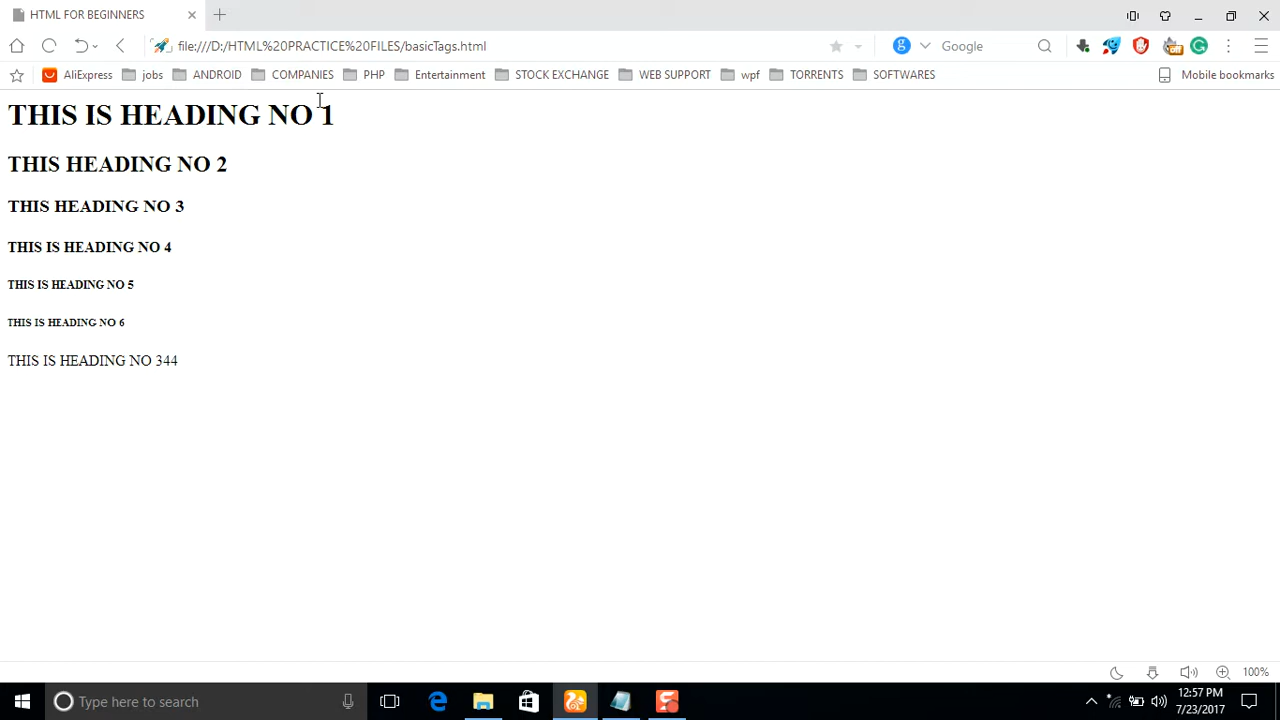 HTML FOR BEGINNERS
file:///D:/HTML%20PRACTICE%20FILES/basicTags.html
g
Google
AliExpress jobs ANDROID COMPANIES PHP Entertainment STOCK EXCHANGE WEB SUPPORT wpf TORRENTS SOFTWARES Mobile bookmarks
THIS IS HEADING NO 1
THIS HEADING NO 2
THIS HEADING NO 3
THIS IS HEADING NO 4
THIS IS HEADING NO 5
THIS IS HEADING NO 6
THIS IS HEADING NO 344
100%
Type here to search
12:57 PM
7/23/2017